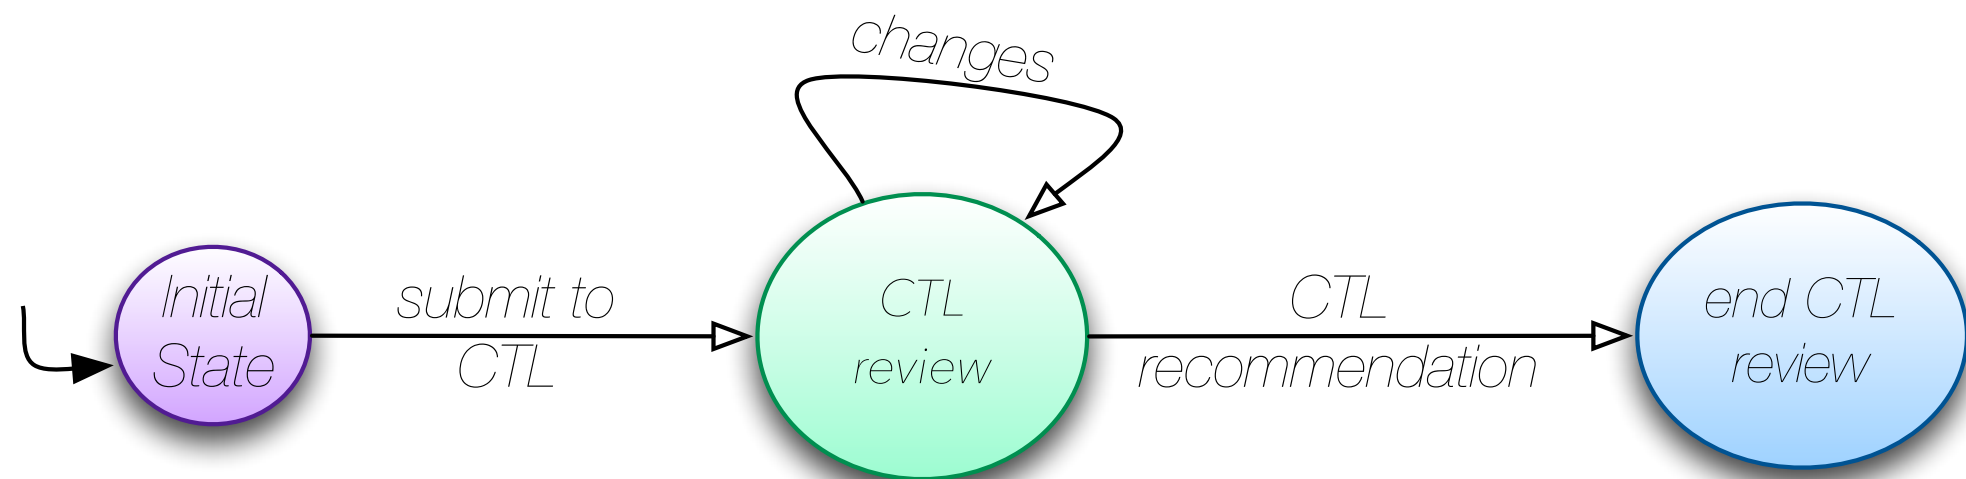 changes
Initial
State
submit to
CTL
CTL
review
CTL
recommendation
end CTL
review